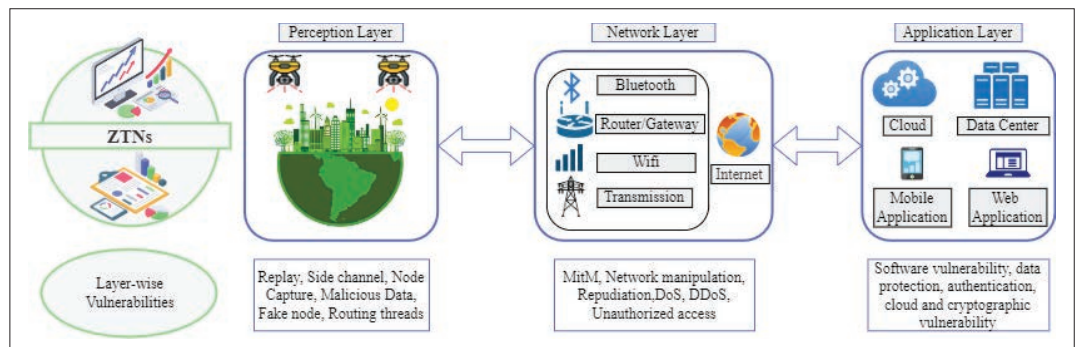 Perception Layer
Network Layer
Application Layer
ZTNs
Bluetooth
Router/Gateway
Wifi
Transmission
Internet
Cloud
Data Center
Mobile
Application
Web
Application
Layer-wise
Vulnerabilities
Replay, Side channel, Node
Capture, Malicious Data,
Fake node, Routing threads
MitM, Network manipulation,
Repudiation,DoS, DDoS,
Unauthorized access
Software vulnerability, data
protection, authentication,
cloud and cryptographic
vulnerability